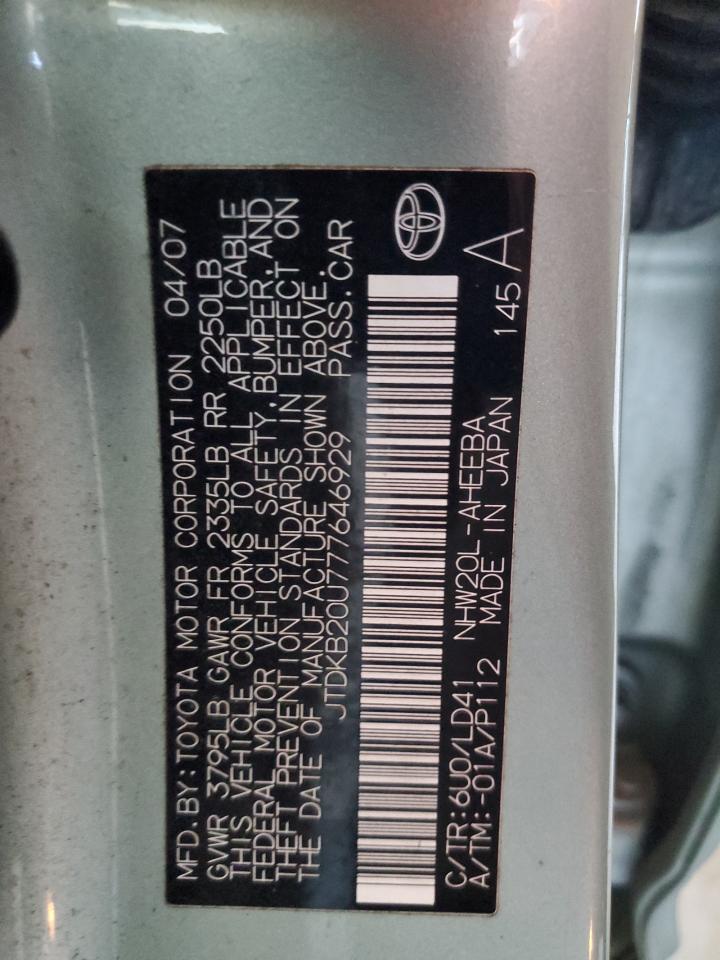 MFD.BY:TOYOTA MOTOR CORPORATION 04/07
GVWR 3795LB GAWR FR 2335LB RR 2250LB
THIS VEHICLE CONFORMS TO ALL APPLICABLE
FEDERAL MOTOR VEHICLE SAFETY,BUMPER,AND
THEFT PREVENTION STANDARDS IN EFFECT ON
THE DATE OF MANUFACTURE SHOWN ABOVE.
JTDKB20U777646929 PASS.CAR
C/TR:6U0/LD41 NHW20L-AHEEBA
A/TM:-01A/P112 MADE IN JAPAN 145 A